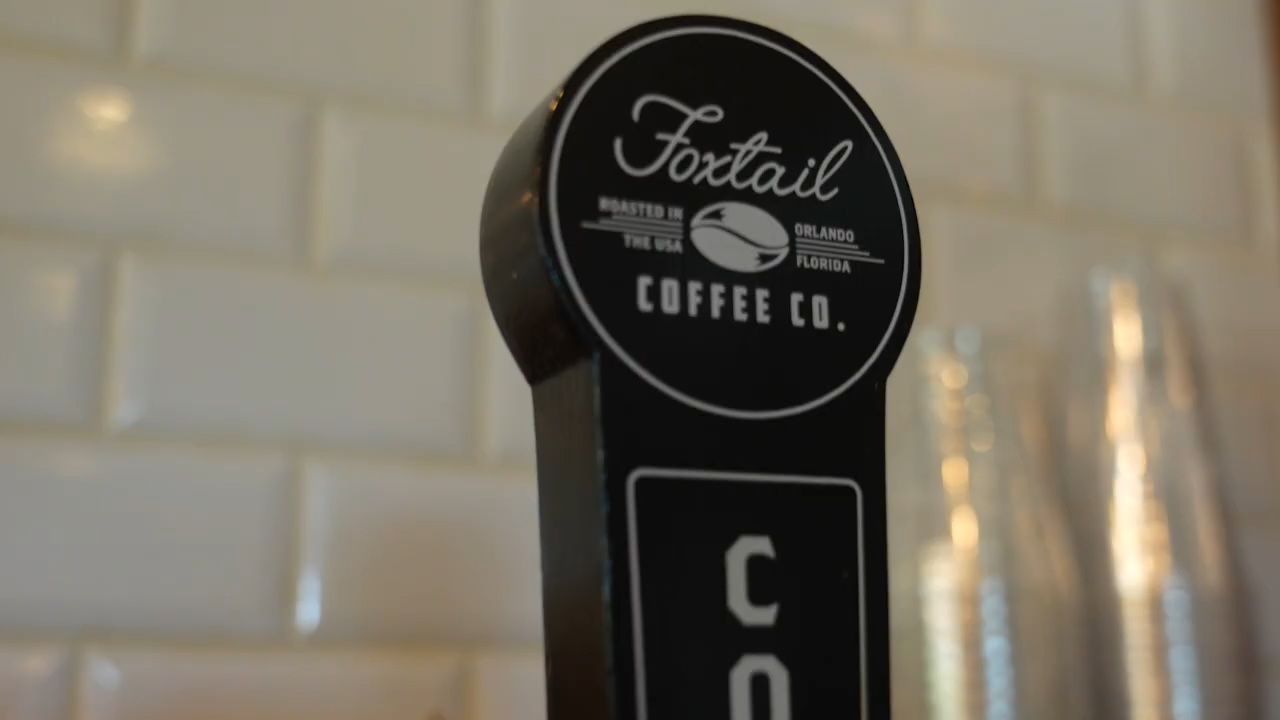 Foxtail
ROASTED IN
THE USA
ORLANDO
FLORIDA
COFFEE CO.
C
O